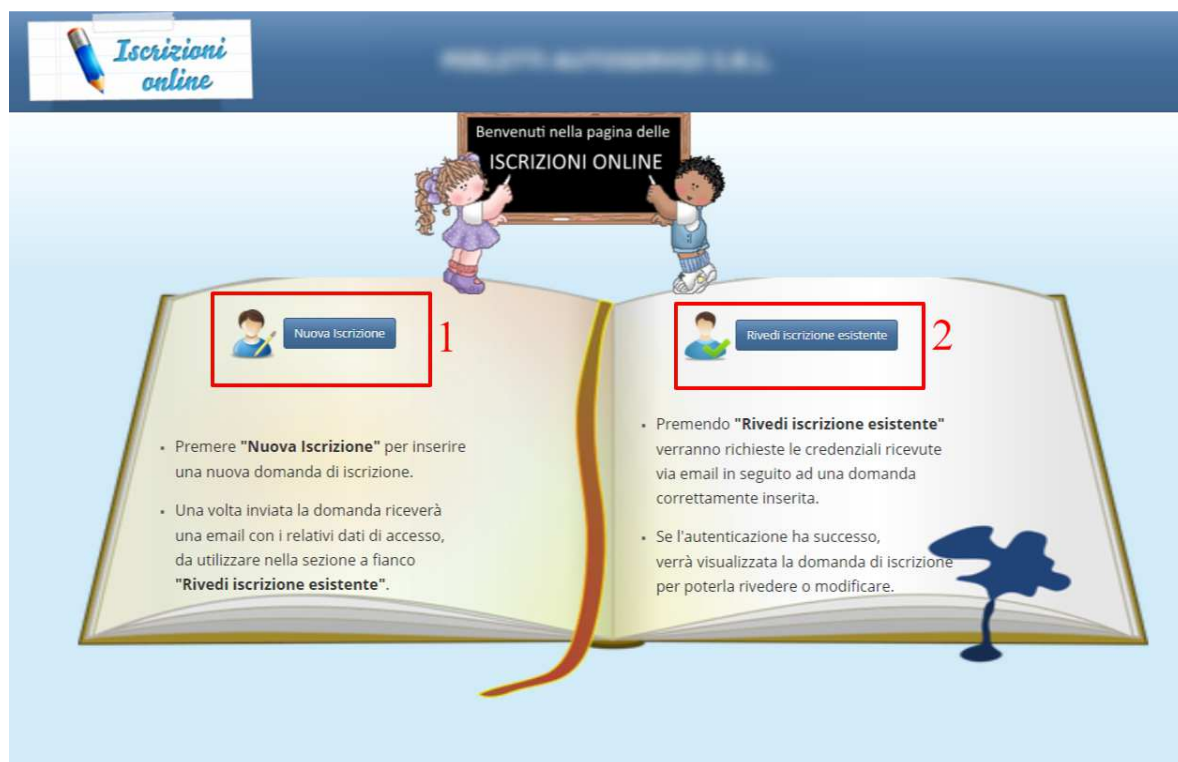 Iscrizioni
online
Benvenuti nella pagina delle
ISCRIZIONI ONLINE
Nuova Iscrizione
1
• Premere "Nuova Iscrizione" per inserire
una nuova domanda di iscrizione.
• Una volta inviata la domanda riceverà
una email con i relativi dati di accesso,
da utilizzare nella sezione a fianco
"Rivedi iscrizione esistente".
Rivedi iscrizione esistente
2
• Premendo "Rivedi iscrizione esistente"
verranno richieste le credenziali ricevute
via email in seguito ad una domanda
correttamente inserita.
• Se l'autenticazione ha successo,
verrà visualizzata la domanda di iscrizione
per poterla rivedere o modificare.